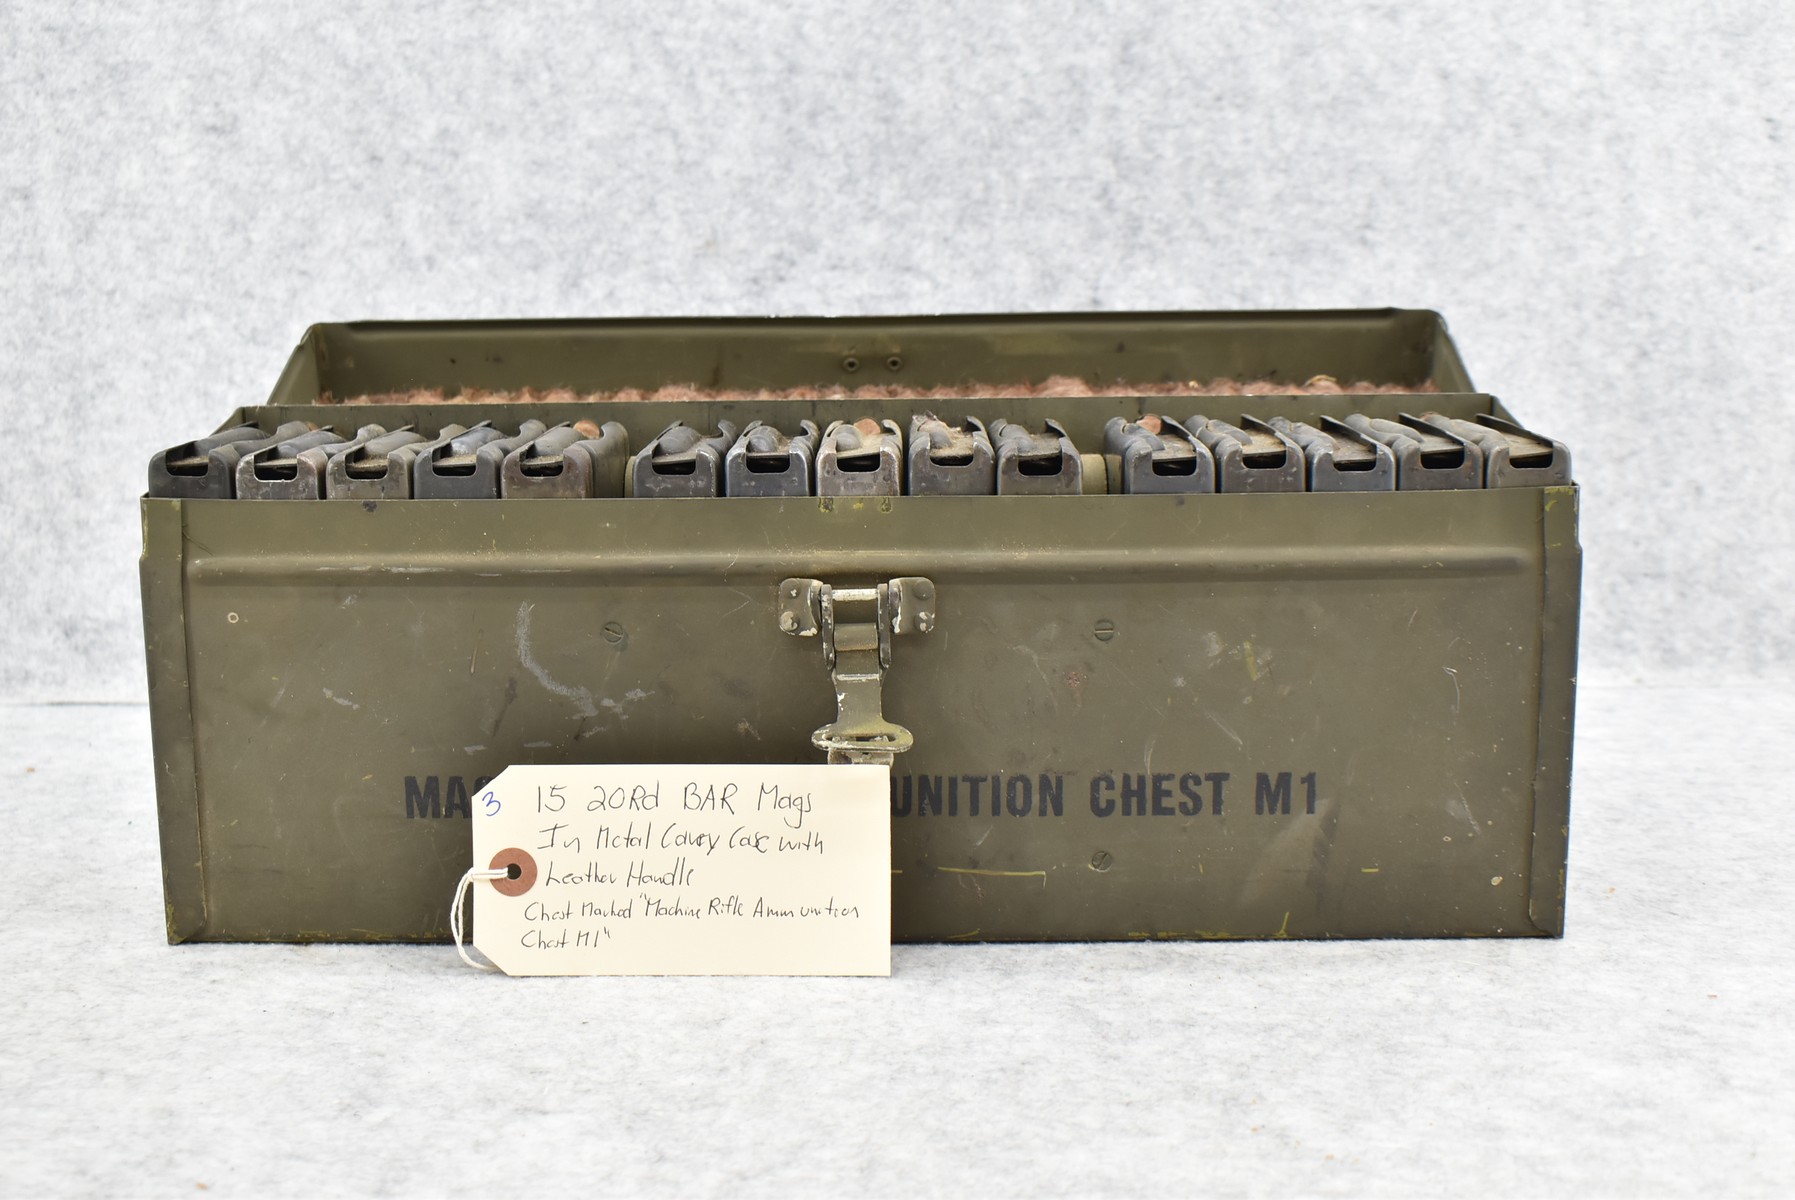 MA UNITION CHEST M1
3 15 20Rd BAR Mags
In Metal Carry Case with
Leather Handle
Chest Marked "Machine Rifle Ammunition
Chest M1"